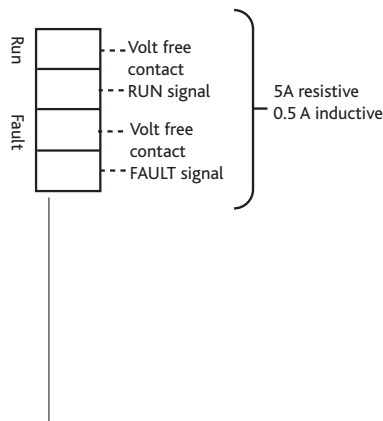 Run
Volt free
contact
RUN signal
Fault
Volt free
contact
FAULT signal
5A resistive
0.5 A inductive